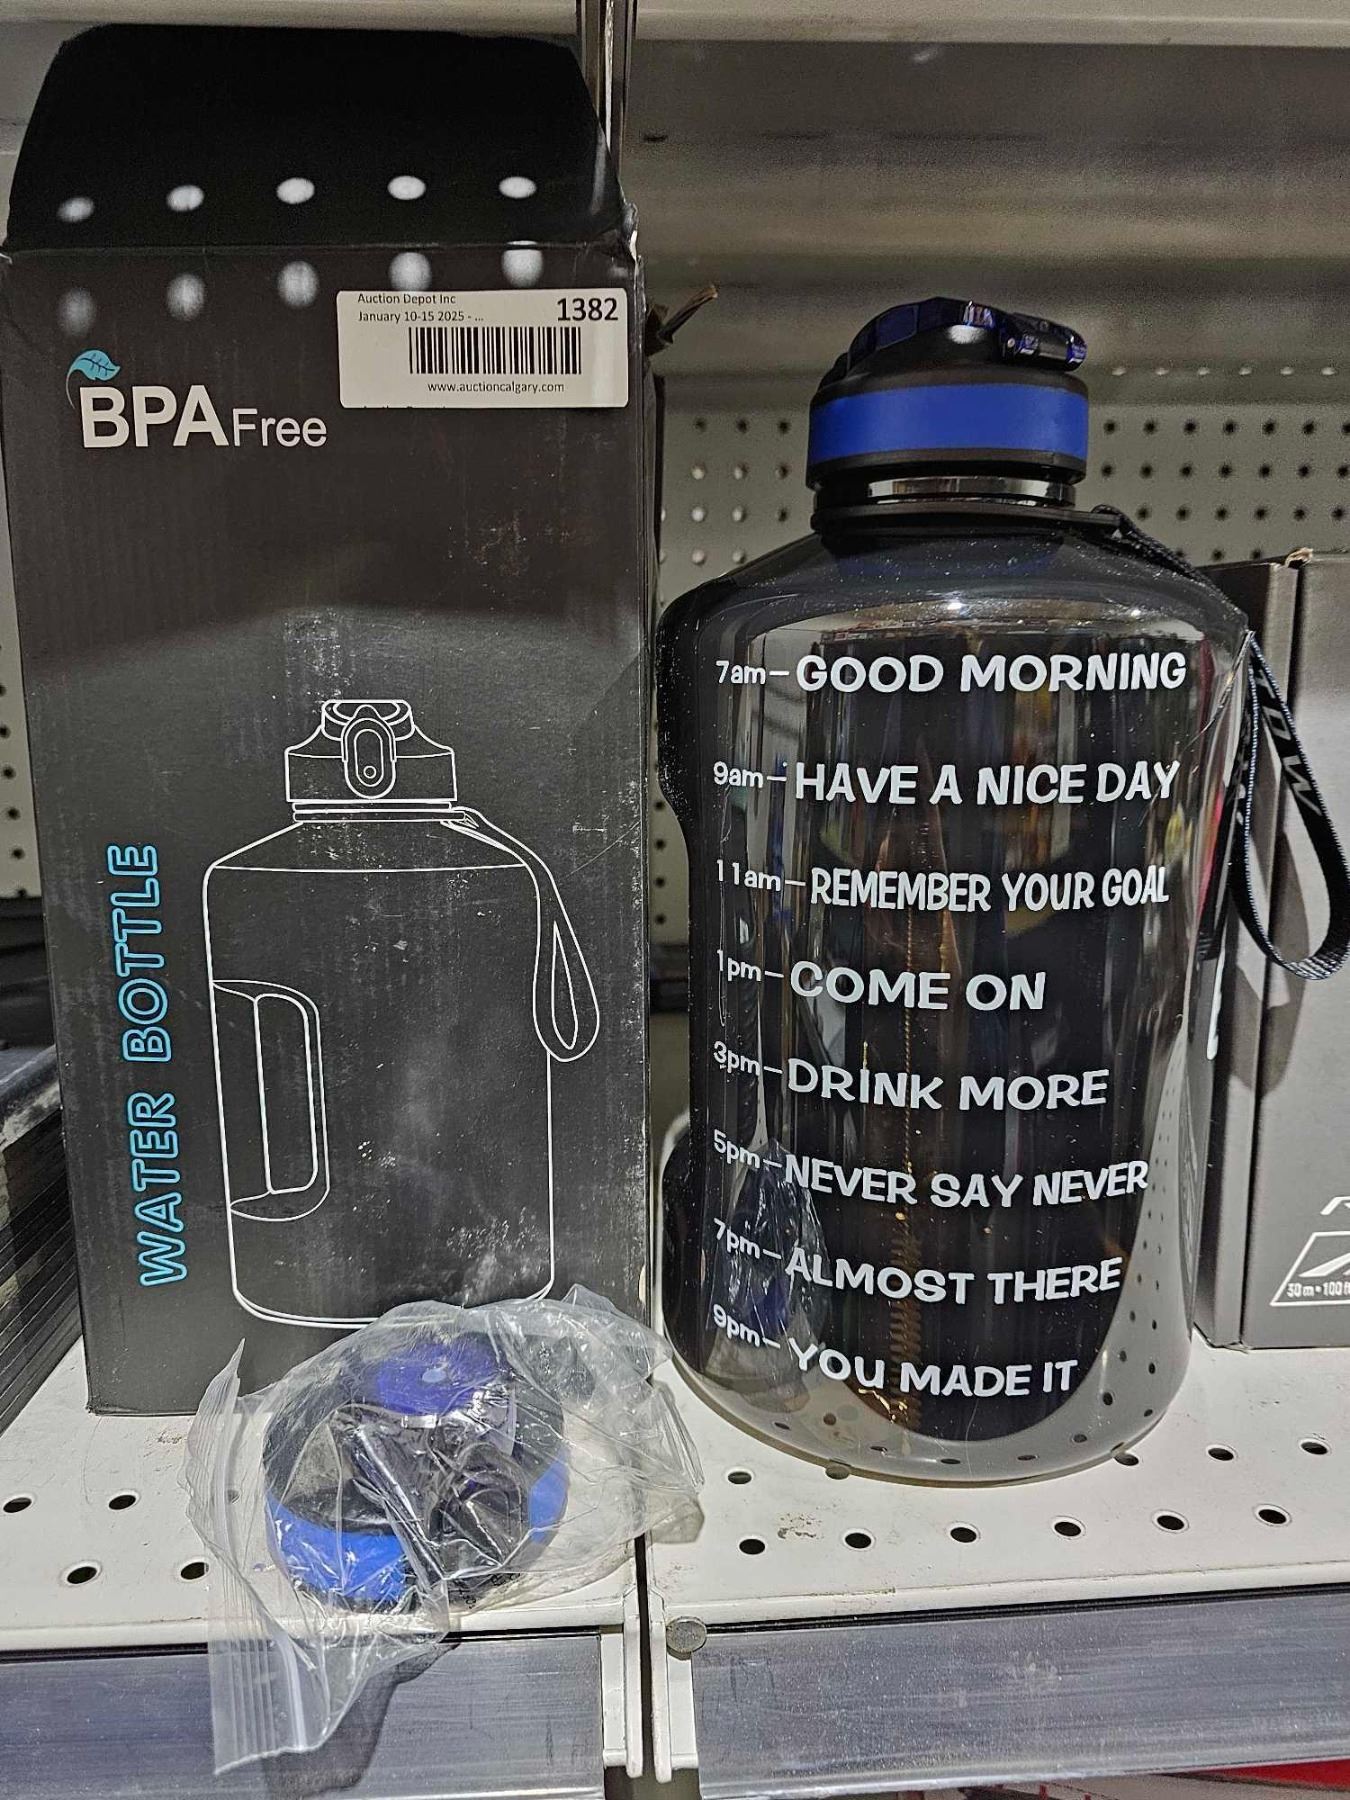 Auction Depot Inc
January 10-15 2025 - ...
1382
www.auctioncalgary.com
BPA Free
WATER BOTTLE
7am—GOOD MORNING
9am—HAVE A NICE DAY
11am—REMEMBER YOUR GOAL
1pm—COME ON
3pm—DRINK MORE
5pm—NEVER SAY NEVER
7pm—ALMOST THERE
9pm—YOU MADE IT